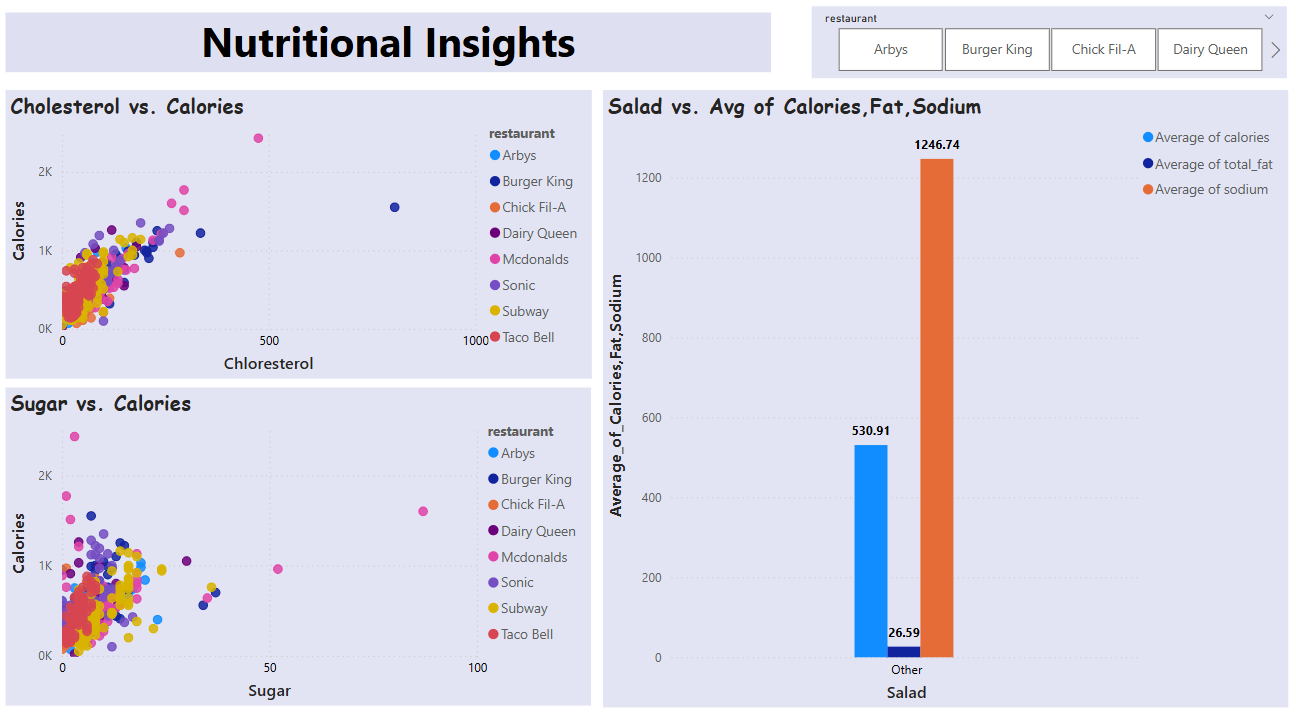 Nutritional Insights
restaurant
Arbys
Burger King
Chick Fil-A
Dairy Queen
Cholesterol vs. Calories
restaurant
Arbys
Burger King
Chick Fil-A
Dairy Queen
Mcdonalds
Sonic
Subway
Taco Bell
Calories
2K
1K
0K
0
500
1000
Chloresterol
Sugar vs. Calories
restaurant
Arbys
Burger King
Chick Fil-A
Dairy Queen
Mcdonalds
Sonic
Subway
Taco Bell
Calories
2K
1K
0K
0
50
100
Sugar
Salad vs. Avg of Calories,Fat,Sodium
Average of calories
Average of total_fat
Average of sodium
Average_of_Calories,Fat,Sodium
1200
1000
800
600
400
200
0
530.91
26.59
1246.74
Other
Salad